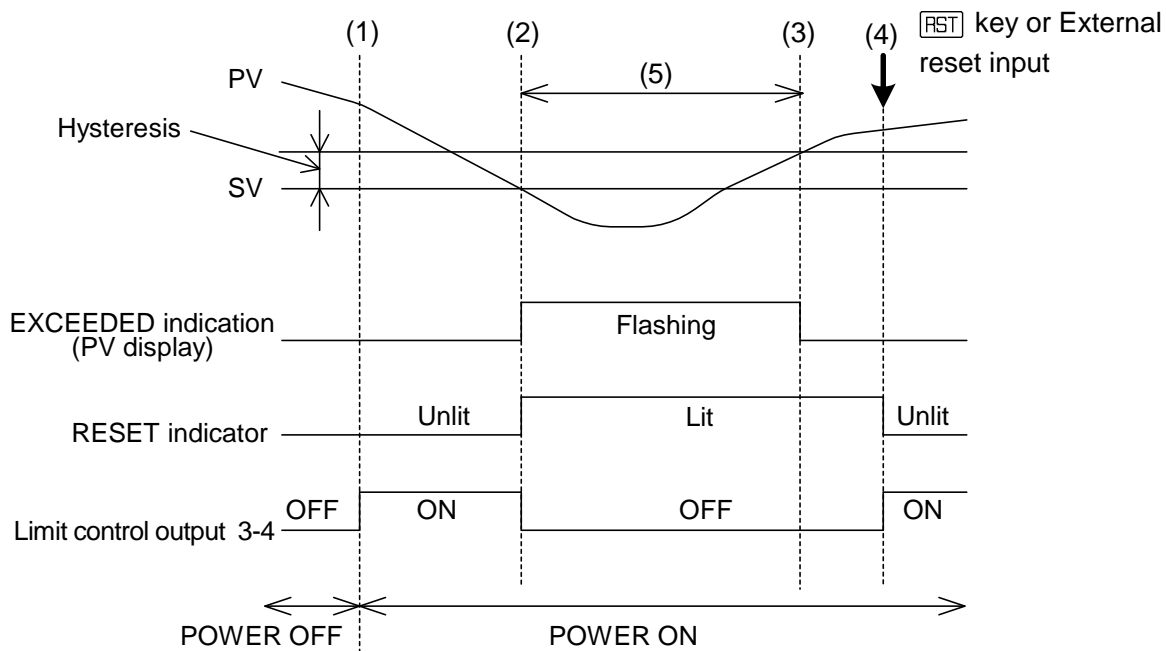 (1)
(2)
(3)
(4)
RST key or External
reset input
PV
(5)
Hysteresis
SV
EXCEEDED indication
(PV display)
Flashing
RESET indicator
Unlit
Lit
Unlit
Limit control output 3-4
OFF
ON
OFF
ON
POWER OFF
POWER ON